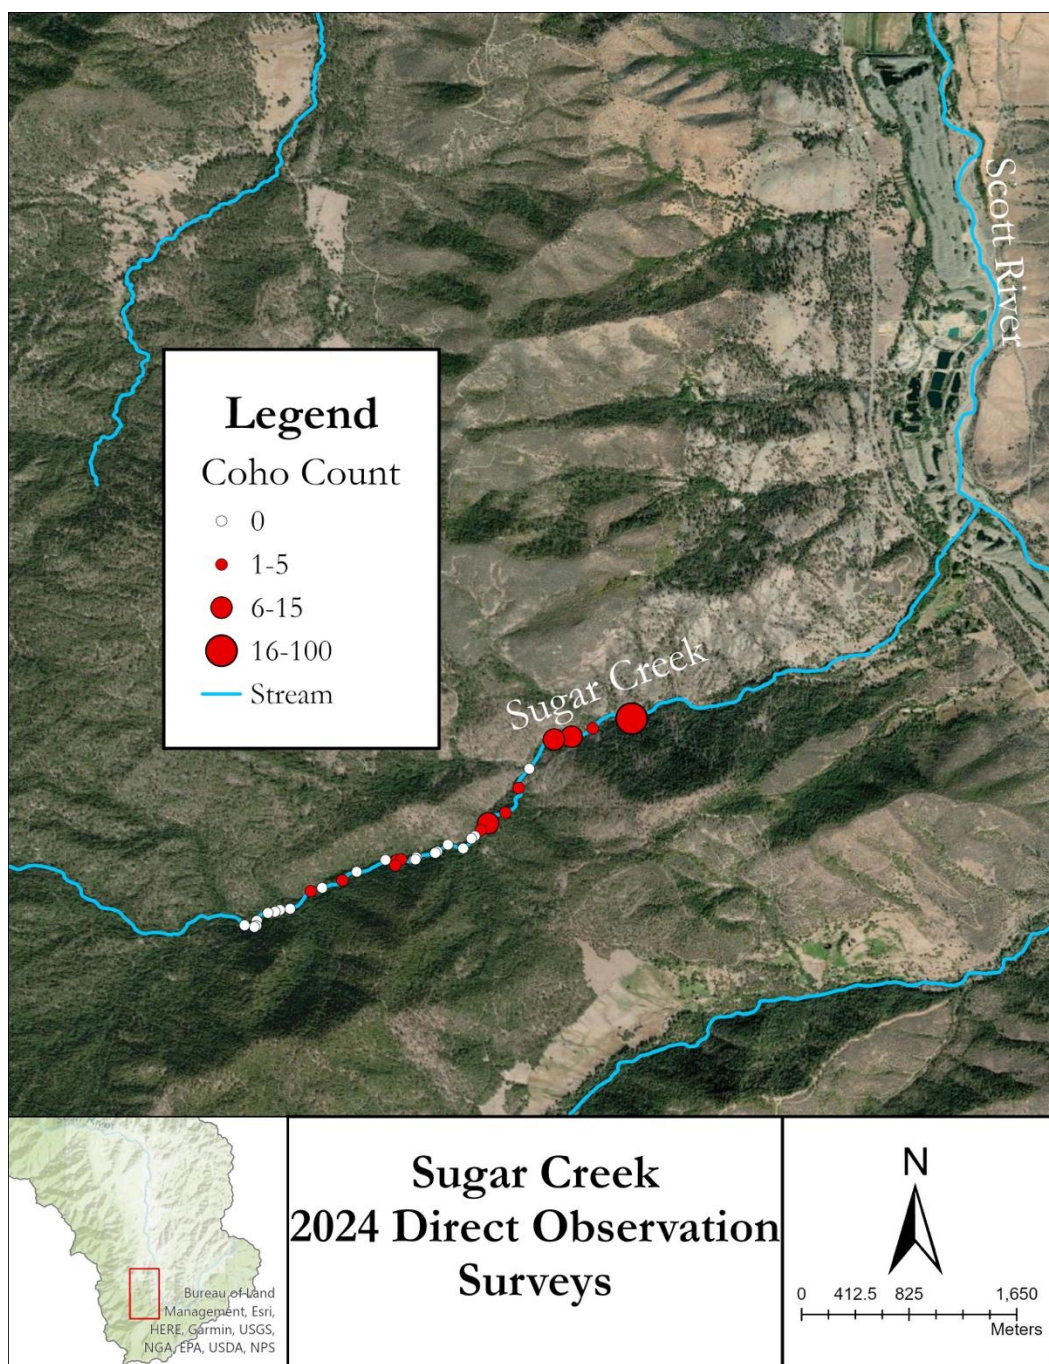 Scott River
Legend
Coho Count
0
1-5
6-15
16-100
Stream
Sugar Creek
Bureau of Land
Management, Esri,
HERE, Garmin, USGS,
NGA, EPA, USDA, NPS
Sugar Creek
2024 Direct Observation
Surveys
N
0 412.5 825 1,650
Meters